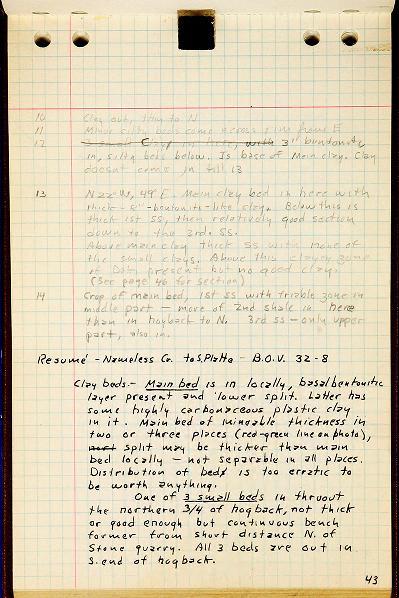 10 Clay out, thin to N
11 Minor silty beds come across from E
12 3 small Clay in here, with 3" bentonite
in, silty beds below. Is base of Main clay. Clay
doesnt come in till 13
13 N22W, 49°E. Main clay bed in here with
thick - 5" - bentonite-like clay. Below this is
thick 1st SS, then relatively good section
down to the 3rd. SS.
Above main clay thick SS with none of
the small clays. Above this clayey zone
of Dab present but no good clay.
(See page 46 for section)
14 Crop of main bed, 1st SS with friable zone in
middle part - more of 2nd shale in here
than in hogback to N. 3rd SS - only upper
part, also in.
Resumé - Nameless Co. to S. Platte - B.O.V. 32-8
Clay beds.- Main bed is in locally, basal bentonitic
layer present and lower split. Latter has
some highly carbonaceous plastic clay
in it. Main bed of mineable thickness in
two or three places (red-green line on photo),
split may be thicker than main
bed locally - not separable in all places.
Distribution of beds is too erratic to
be worth anything.
One of 3 small beds in thruout
the northern 3/4 of hogback, not thick
or good enough but continuous bench
former from short distance N. of
Stone quarry. All 3 beds are out in
S. end of hogback.
43